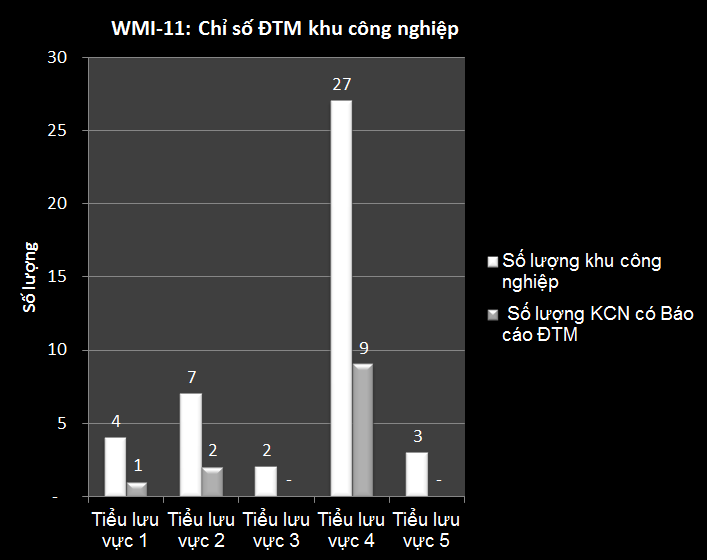 WMI-11: Chỉ số ĐTM khu công nghiệp
30
25
20
15
10
5
-
Số lượng
4
1
7
2
2
-
27
9
3
-
Tiểu lưu
vực 1
Tiểu lưu
vực 2
Tiểu lưu
vực 3
Tiểu lưu
vực 4
Tiểu lưu
vực 5
Số lượng khu công
nghiệp
Số lượng KCN có Báo
cáo ĐTM